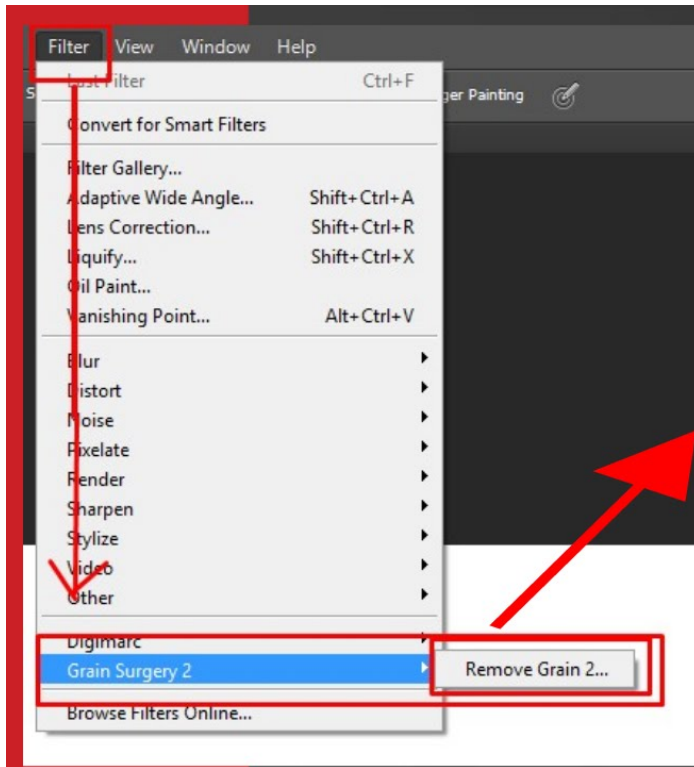 Filter View Window Help
Last Filter Ctrl+F
S
ger Painting
Convert for Smart Filters
Filter Gallery...
Adaptive Wide Angle... Shift+Ctrl+A
Lens Correction... Shift+Ctrl+R
Liquify... Shift+Ctrl+X
Oil Paint...
Vanishing Point... Alt+Ctrl+V
Blur
Distort
Noise
Pixelate
Render
Sharpen
Stylize
Video
Other
Digimarc
Grain Surgery 2
Remove Grain 2...
Browse Filters Online...